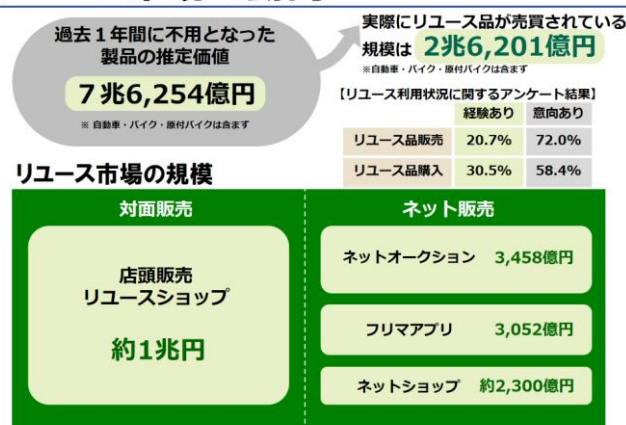 過去１年間に不用となった
製品の推定価値
７兆6,254億円
※ 自動車・バイク・原付バイクは含まず
実際にリユース品が売買されている
規模は 2兆6,201億円
※自動車・バイク・原付バイクは含まず
【リユース利用状況に関するアンケート結果】
経験あり 意向あり
リユース品販売 20.7% 72.0%
リユース品購入 30.5% 58.4%
リユース市場の規模
対面販売
店頭販売
リユースショップ
約1兆円
ネット販売
ネットオークション 3,458億円
フリマアプリ 3,052億円
ネットショップ 約2,300億円